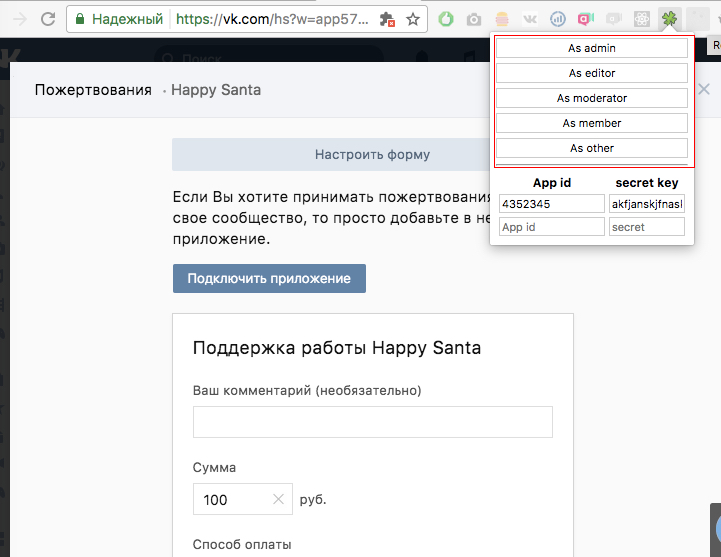 Надежный https://vk.com/hs?w=app57...
Поиск
Пожертвования · Happy Santa
As admin
As editor
As moderator
As member
As other
App id secret key
4352345 akfjanskjfnasl
App id secret
Настроить форму
Если Вы хотите принимать пожертвования
свое сообщество, то просто добавьте в
приложение.
Подключить приложение
Поддержка работы Happy Santa
Ваш комментарий (необязательно)
Сумма
100 руб.
Способ оплаты